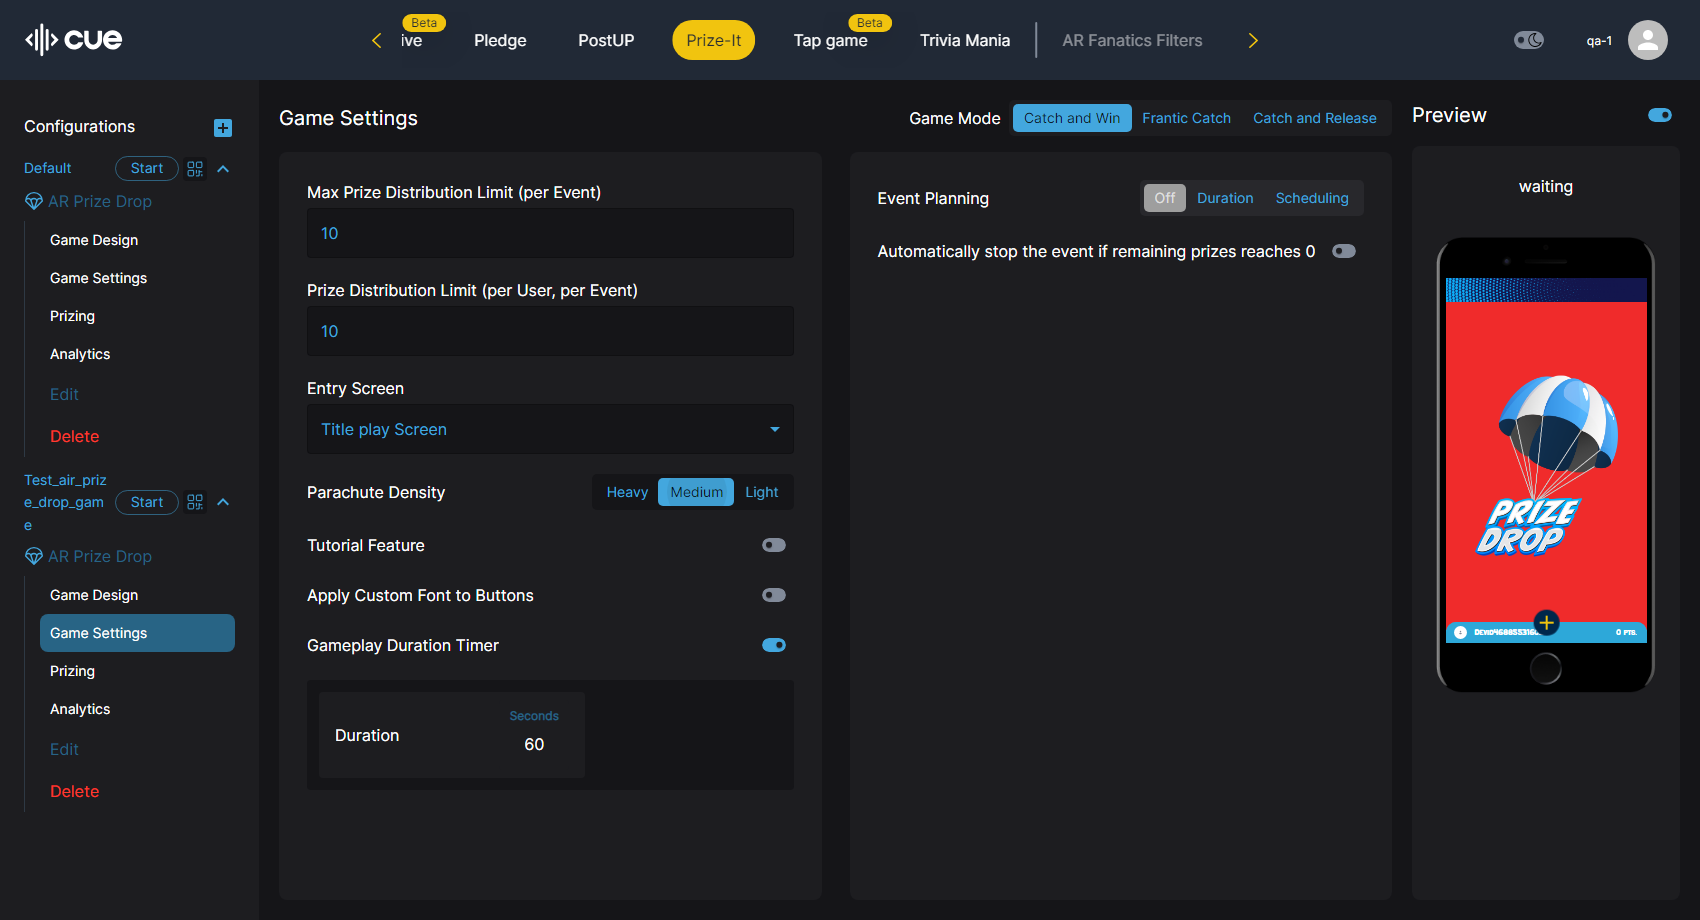 cue
Beta
Beta
ive
Pledge
PostUP
Prize-It
Tap game
Trivia Mania
AR Fanatics Filters
qa-1
Configurations
Default
Start
AR Prize Drop
Game Design
Game Settings
Prizing
Analytics
Edit
Delete
Test_air_priz
e_drop_gam
e
Start
AR Prize Drop
Game Design
Game Settings
Prizing
Analytics
Edit
Delete
Game Settings
Game Mode
Catch and Win
Frantic Catch
Catch and Release
Max Prize Distribution Limit (per Event)
10
Prize Distribution Limit (per User, per Event)
10
Entry Screen
Title play Screen
Parachute Density
Heavy
Medium
Light
Tutorial Feature
Apply Custom Font to Buttons
Gameplay Duration Timer
Duration
Seconds
60
Event Planning
Off
Duration
Scheduling
Automatically stop the event if remaining prizes reaches 0
Preview
waiting
PRIZE
DROP
0 PTS.